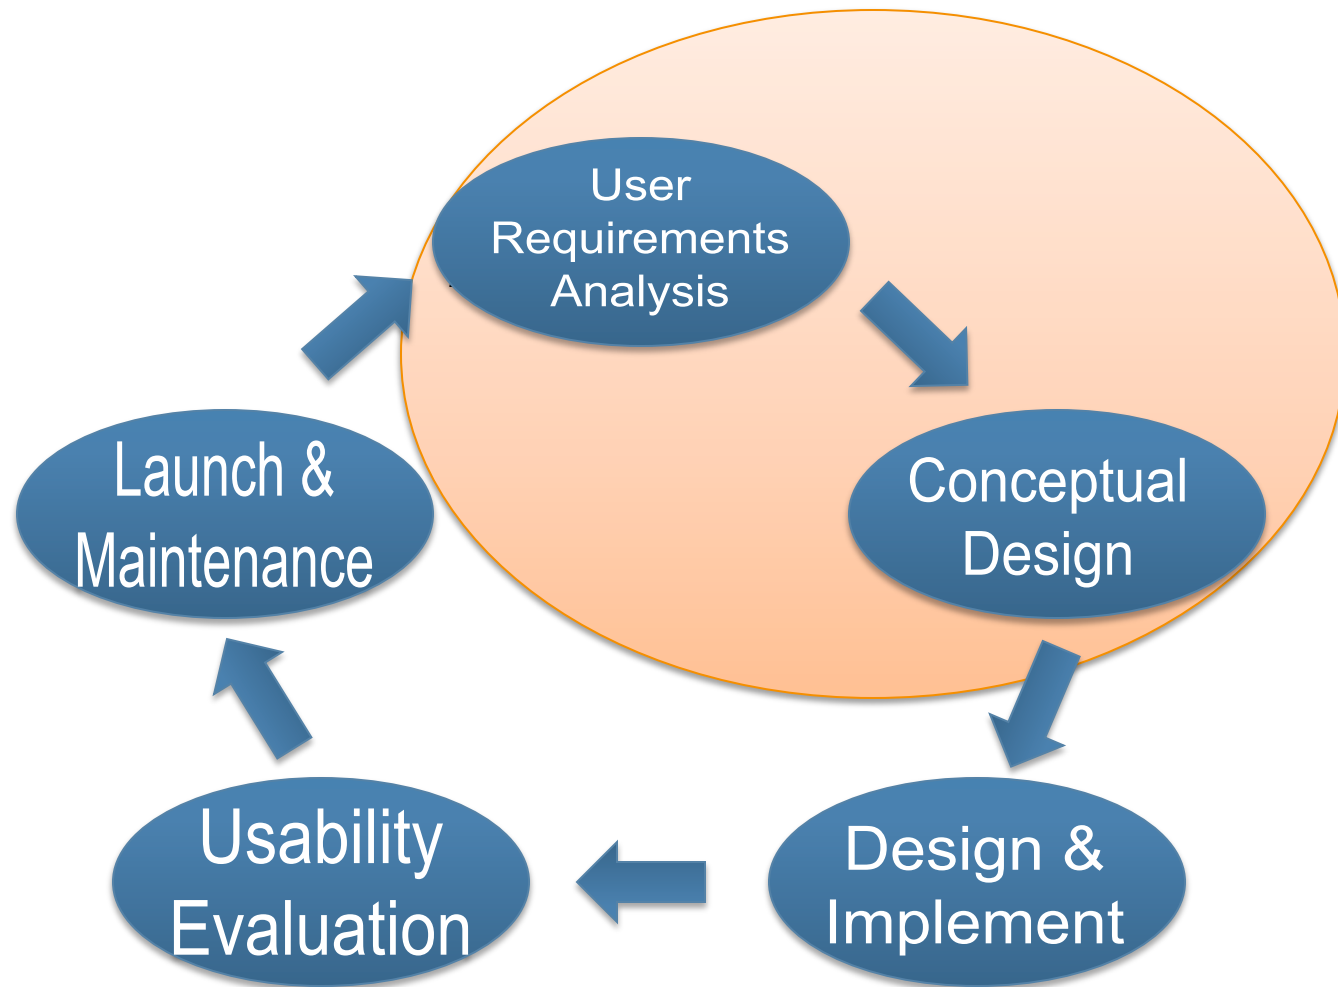 User
Requirements
Analysis
Conceptual
Design
Design &
Implement
Usability
Evaluation
Launch &
Maintenance